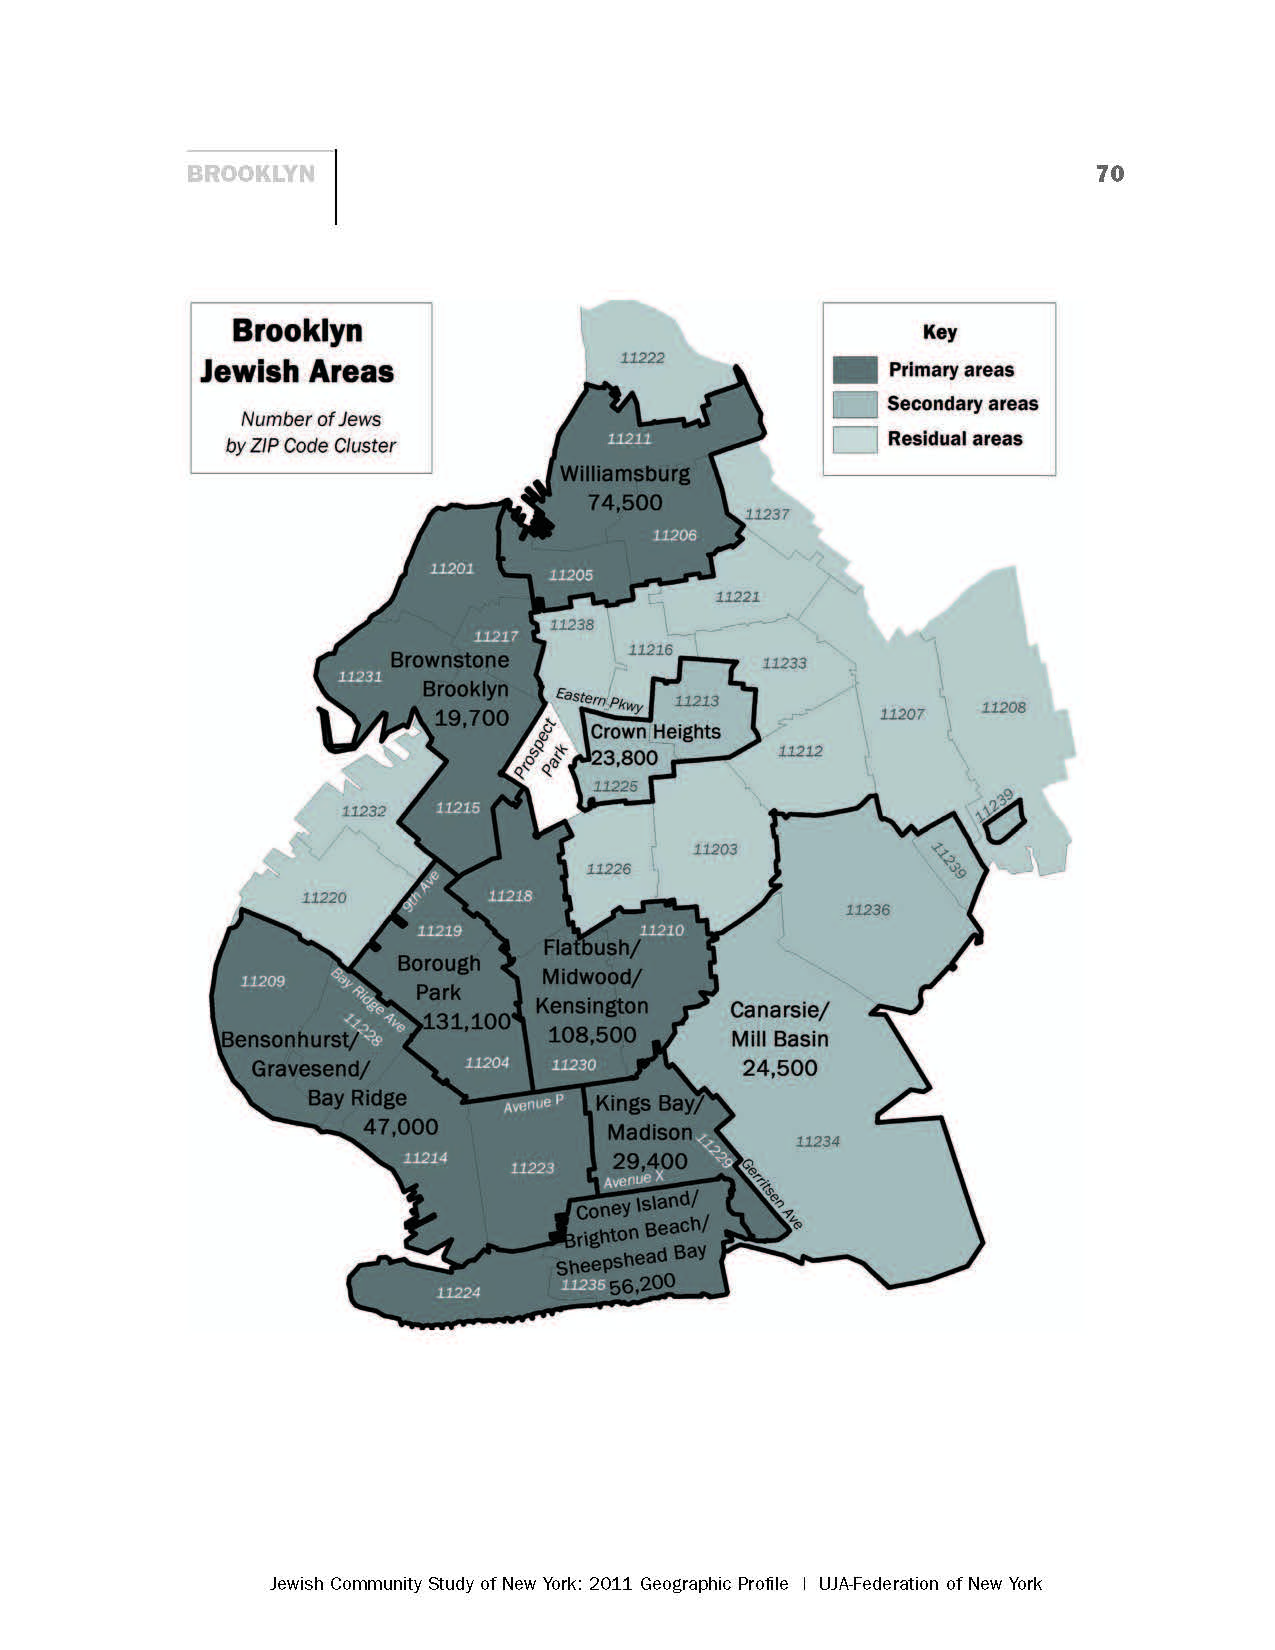 BROOKLYN
70
Brooklyn
Jewish Areas
Number of Jews
by ZIP Code Cluster
Key
Primary areas
Secondary areas
Residual areas
11222
11211
Williamsburg
74,500
11237
11206
11201
11205
11221
11238
11217
11216
11233
Brownstone
Brooklyn
19,700
11231
Eastern Pkwy
11213
11208
11207
Crown Heights
23,800
11212
Prospect
Park
11225
11239
11232
11215
11203
11239
11226
9th Ave
11220
11218
11236
11219
11210
Flatbush/
Midwood/
Kensington
108,500
Borough
Park
131,100
11209
Bay Ridge Ave
11228
Canarsie/
Mill Basin
24,500
Bensonhurst/
Gravesend/
Bay Ridge
47,000
11204
11230
Avenue P
Kings Bay/
Madison
29,400
11229
11234
11214
11223
Avenue X
Gerritsen Ave
Coney Island/
Brighton Beach/
Sheepshead Bay
56,200
11235
11224
Jewish Community Study of New York: 2011 Geographic Profile | UJA-Federation of New York